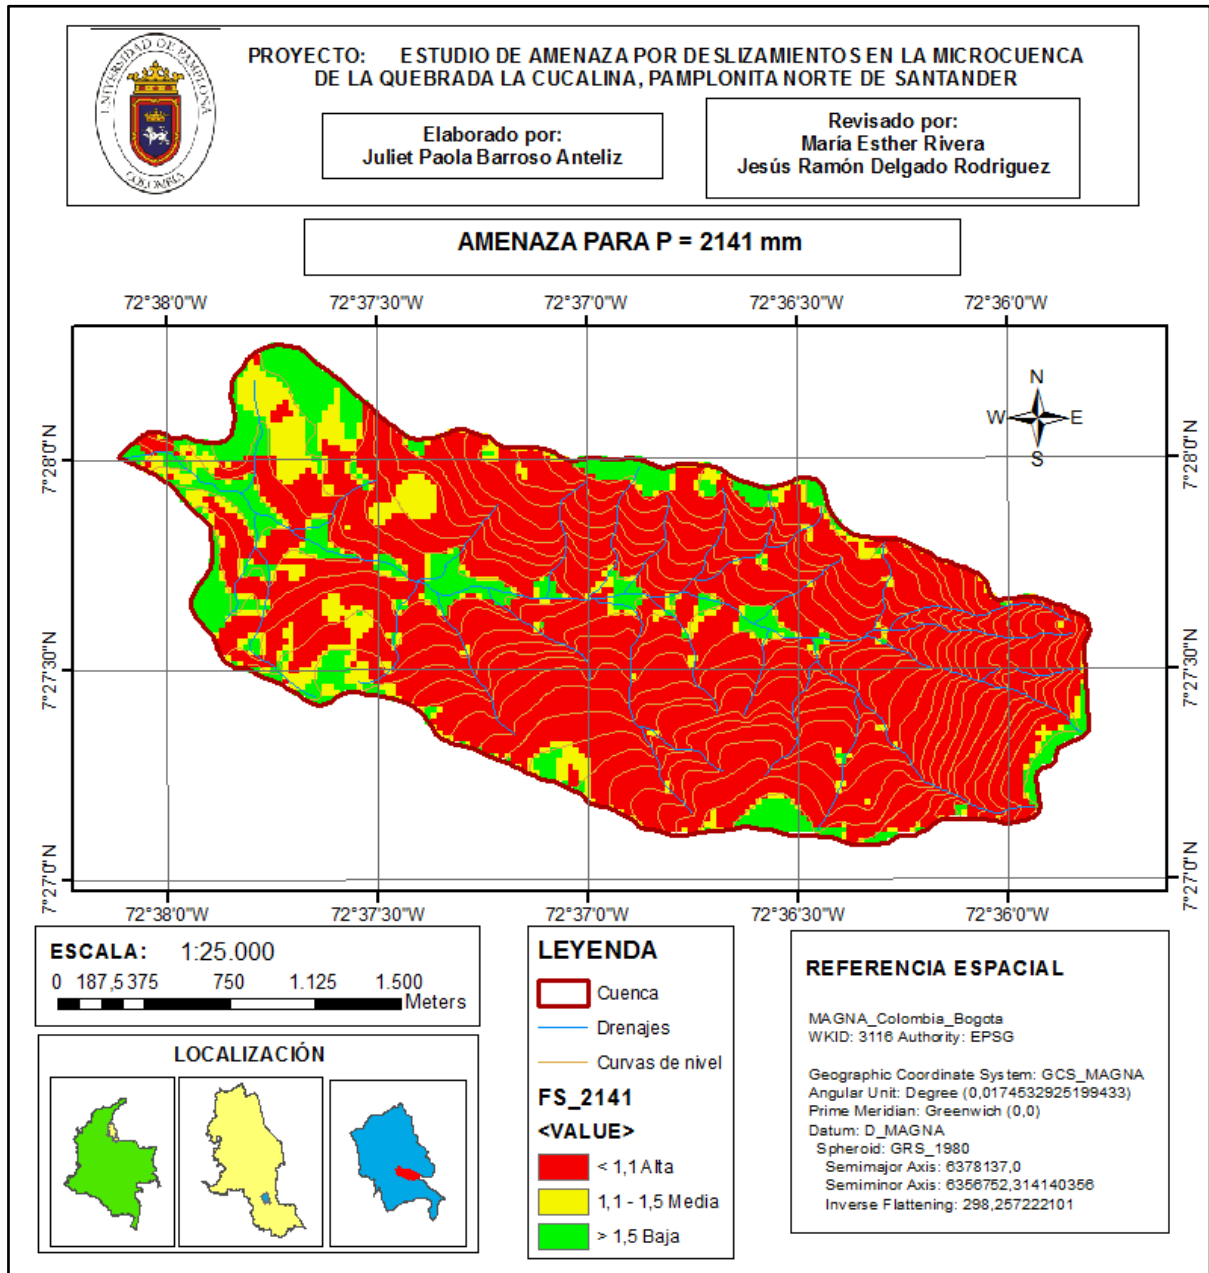 UNIVERSIDAD DE PAMPLONA
COLOMBIA
PROYECTO: ESTUDIO DE AMENAZA POR DESLIZAMIENTOS EN LA MICROCUENCA
DE LA QUEBRADA LA CUCALINA, PAMPLONITA NORTE DE SANTANDER
Elaborado por:
Juliet Paola Barroso Anteliz
Revisado por:
María Esther Rivera
Jesús Ramón Delgado Rodriguez
AMENAZA PARA P = 2141 mm
72°38'0"W 72°37'30"W 72°37'0"W 72°36'30"W 72°36'0"W
N
W E
S
7°28'0"N 7°28'0"N
7°27'30"N 7°27'30"N
7°27'0"N 7°27'0"N
72°38'0"W 72°37'30"W 72°37'0"W 72°36'30"W 72°36'0"W
ESCALA: 1:25.000
0 187,5 375 750 1.125 1.500
Meters
LOCALIZACIÓN
LEYENDA
Cuenca
Drenajes
Curvas de nivel
FS_2141
<VALUE>
< 1,1 Alta
1,1 - 1,5 Media
> 1,5 Baja
REFERENCIA ESPACIAL
MAGNA_Colombia_Bogota
WKID: 3116 Authority: EPSG
Geographic Coordinate System: GCS_MAGNA
Angular Unit: Degree (0,0174532925199433)
Prime Meridian: Greenwich (0,0)
Datum: D_MAGNA
Spheroid: GRS_1980
Semimajor Axis: 6378137,0
Semiminor Axis: 6356752,314140356
Inverse Flattening: 298,257222101